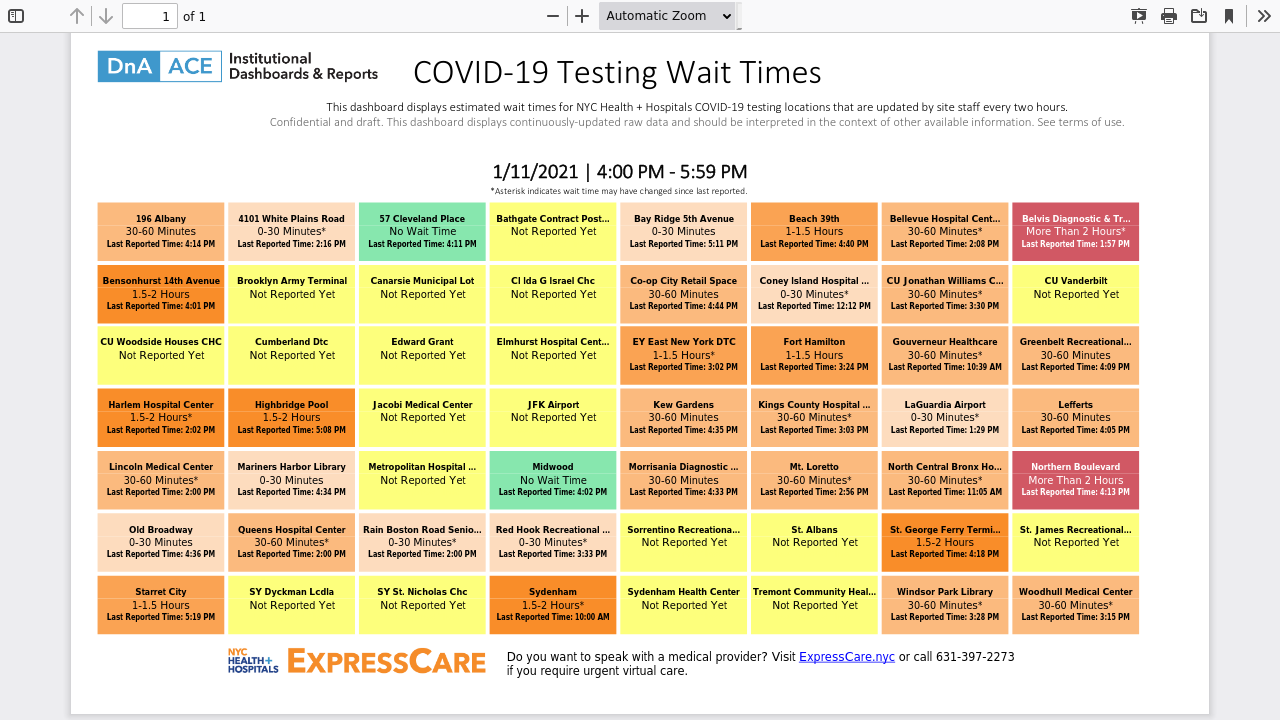 1
of 1
Automatic Zoom
DnA ACE
Institutional
Dashboards & Reports
COVID-19 Testing Wait Times
This dashboard displays estimated wait times for NYC Health + Hospitals COVID-19 testing locations that are updated by site staff every two hours.
Confidential and draft. This dashboard displays continuously-updated raw data and should be interpreted in the context of other available information. See terms of use.
1/11/2021 | 4:00 PM - 5:59 PM
*Asterisk indicates wait time may have changed since last reported.
196 Albany
30-60 Minutes
Last Reported Time: 4:14 PM
4101 White Plains Road
0-30 Minutes*
Last Reported Time: 2:16 PM
57 Cleveland Place
No Wait Time
Last Reported Time: 4:11 PM
Bathgate Contract Post...
Not Reported Yet
Bay Ridge 5th Avenue
0-30 Minutes
Last Reported Time: 5:11 PM
Beach 39th
1-1.5 Hours
Last Reported Time: 4:40 PM
Bellevue Hospital Cent...
30-60 Minutes*
Last Reported Time: 2:08 PM
Belvis Diagnostic & Tr...
More Than 2 Hours*
Last Reported Time: 1:57 PM
Bensonhurst 14th Avenue
1.5-2 Hours
Last Reported Time: 4:01 PM
Brooklyn Army Terminal
Not Reported Yet
Canarsie Municipal Lot
Not Reported Yet
CI Ida G Israel Chc
Not Reported Yet
Co-op City Retail Space
30-60 Minutes
Last Reported Time: 4:44 PM
Coney Island Hospital ...
0-30 Minutes*
Last Reported Time: 12:12 PM
CU Jonathan Williams C...
30-60 Minutes*
Last Reported Time: 3:30 PM
CU Vanderbilt
Not Reported Yet
CU Woodside Houses CHC
Not Reported Yet
Cumberland Dtc
Not Reported Yet
Edward Grant
Not Reported Yet
Elmhurst Hospital Cent...
Not Reported Yet
EY East New York DTC
1-1.5 Hours*
Last Reported Time: 3:02 PM
Fort Hamilton
1-1.5 Hours
Last Reported Time: 3:24 PM
Gouverneur Healthcare
30-60 Minutes*
Last Reported Time: 10:39 AM
Greenbelt Recreational...
30-60 Minutes
Last Reported Time: 4:09 PM
Harlem Hospital Center
1.5-2 Hours*
Last Reported Time: 2:02 PM
Highbridge Pool
1.5-2 Hours
Last Reported Time: 5:08 PM
Jacobi Medical Center
Not Reported Yet
JFK Airport
Not Reported Yet
Kew Gardens
30-60 Minutes
Last Reported Time: 4:35 PM
Kings County Hospital ...
30-60 Minutes*
Last Reported Time: 3:03 PM
LaGuardia Airport
0-30 Minutes*
Last Reported Time: 1:29 PM
Lefferts
30-60 Minutes
Last Reported Time: 4:05 PM
Lincoln Medical Center
30-60 Minutes*
Last Reported Time: 2:00 PM
Mariners Harbor Library
0-30 Minutes
Last Reported Time: 4:34 PM
Metropolitan Hospital ...
Not Reported Yet
Midwood
No Wait Time
Last Reported Time: 4:02 PM
Morrisania Diagnostic ...
30-60 Minutes
Last Reported Time: 4:33 PM
Mt. Loretto
30-60 Minutes*
Last Reported Time: 2:56 PM
North Central Bronx Ho...
30-60 Minutes*
Last Reported Time: 11:05 AM
Northern Boulevard
More Than 2 Hours
Last Reported Time: 4:13 PM
Old Broadway
0-30 Minutes
Last Reported Time: 4:36 PM
Queens Hospital Center
30-60 Minutes*
Last Reported Time: 2:00 PM
Rain Boston Road Senio...
0-30 Minutes*
Last Reported Time: 2:00 PM
Red Hook Recreational ...
0-30 Minutes*
Last Reported Time: 3:33 PM
Sorrentino Recreationa...
Not Reported Yet
St. Albans
Not Reported Yet
St. George Ferry Termi...
1.5-2 Hours
Last Reported Time: 4:18 PM
St. James Recreational...
Not Reported Yet
Starret City
1-1.5 Hours
Last Reported Time: 5:19 PM
SY Dyckman Lcdla
Not Reported Yet
SY St. Nicholas Chc
Not Reported Yet
Sydenham
1.5-2 Hours*
Last Reported Time: 10:00 AM
Sydenham Health Center
Not Reported Yet
Tremont Community Heal...
Not Reported Yet
Windsor Park Library
30-60 Minutes*
Last Reported Time: 3:28 PM
Woodhull Medical Center
30-60 Minutes*
Last Reported Time: 3:15 PM
NYC
HEALTH+
HOSPITALS
EXPRESSCARE
Do you want to speak with a medical provider? Visit ExpressCare.nyc or call 631-397-2273
if you require urgent virtual care.